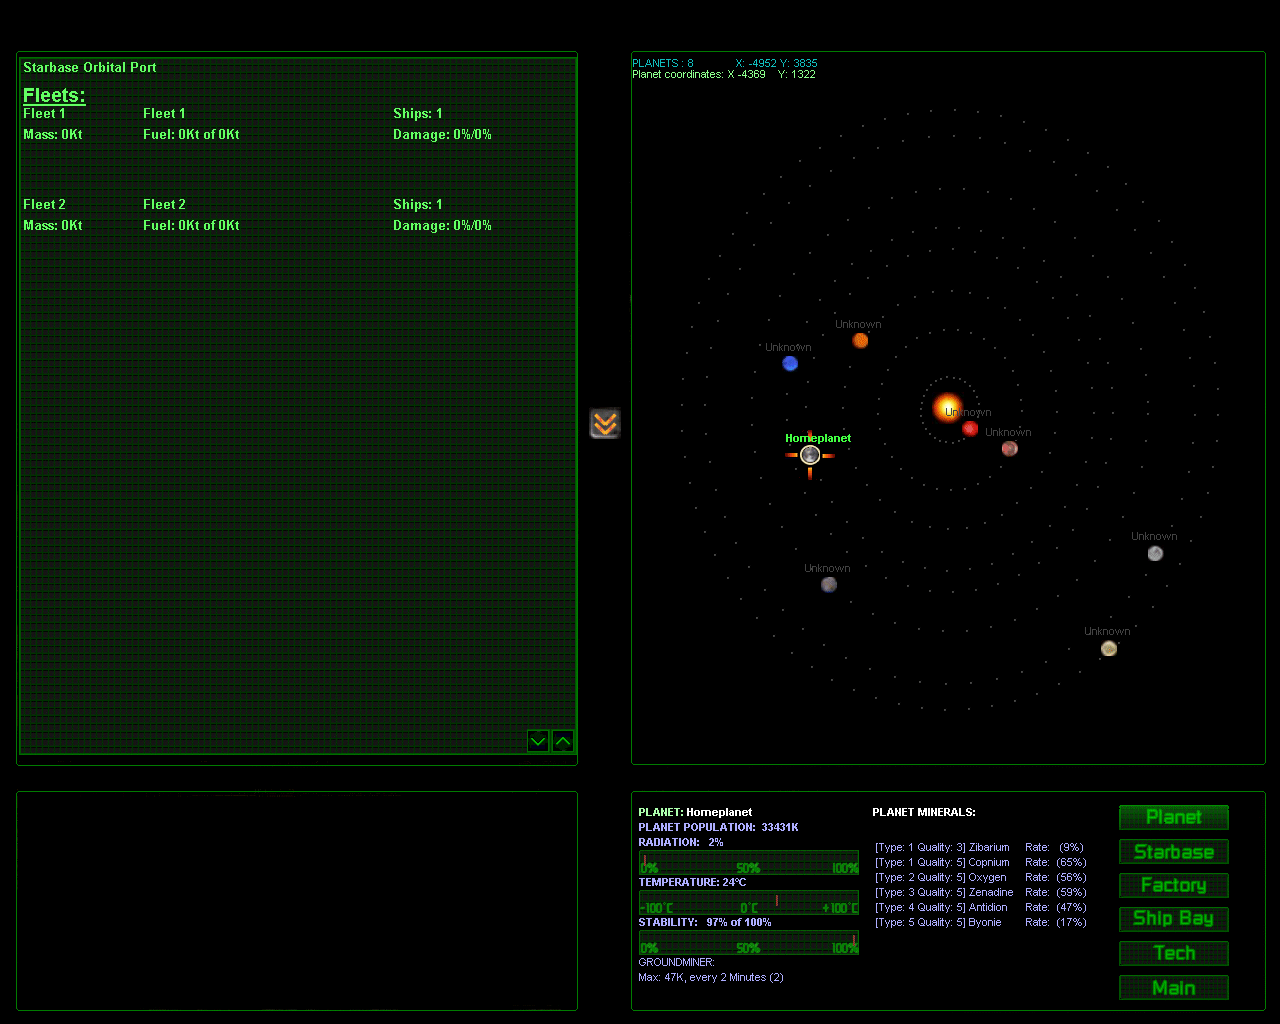 Starbase Orbital Port
Fleets:
Fleet 1 Fleet 1 Ships: 1
Mass: 0Kt Fuel: 0Kt of 0Kt Damage: 0%/0%
Fleet 2 Fleet 2 Ships: 1
Mass: 0Kt Fuel: 0Kt of 0Kt Damage: 0%/0%
PLANETS : 8 X: -4952 Y: 3835
Planet coordinates: X -4369 Y: 1322
Unknown
Unknown
Unknown
Unknown
Homeplanet
Unknown
Unknown
Unknown
PLANET: Homeplanet
PLANET POPULATION: 33431K
RADIATION: 2%
0% 50% 100%
TEMPERATURE: 24°C
-100°C 0°C +100°C
STABILITY: 97% of 100%
0% 50% 100%
GROUNDMINER:
Max: 47K, every 2 Minutes (2)
PLANET MINERALS:
[Type: 1 Quality: 3] Zibarium Rate: (9%)
[Type: 1 Quality: 5] Copnium Rate: (65%)
[Type: 2 Quality: 5] Oxygen Rate: (56%)
[Type: 3 Quality: 5] Zenadine Rate: (59%)
[Type: 4 Quality: 5] Antidion Rate: (47%)
[Type: 5 Quality: 5] Byonie Rate: (17%)
Planet
Starbase
Factory
Ship Bay
Tech
Main